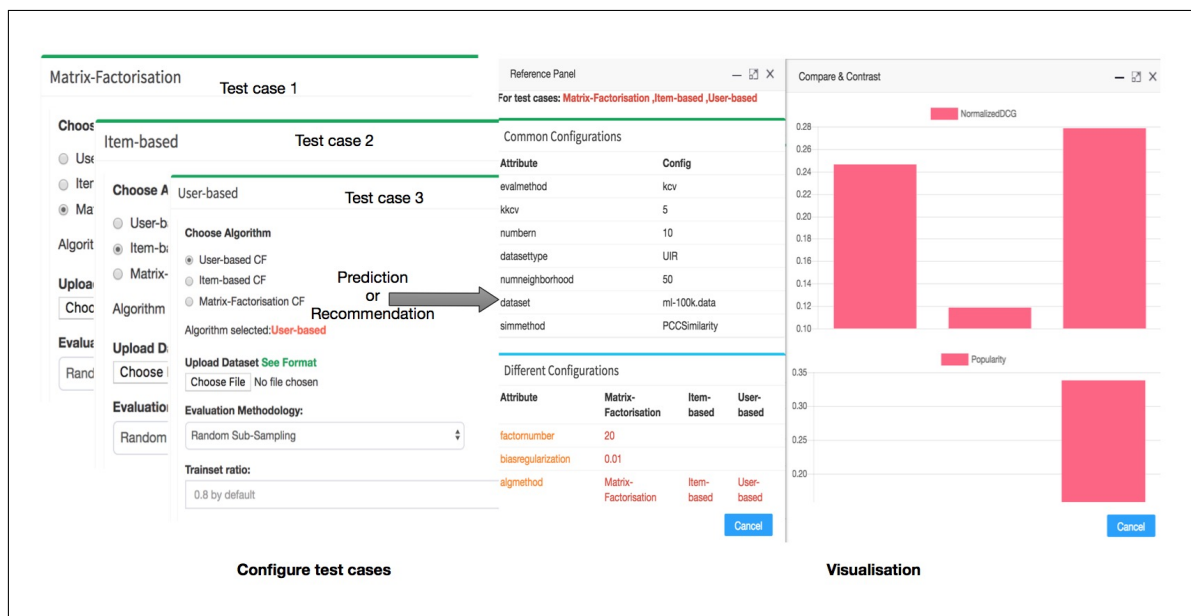 Matrix-Factorisation
Test case 1
Choos
Use
Iter
Ma
Algorit
Uploa
Choo
Evalua
Rand
Item-based
Test case 2
Choose A
User-b
Item-b
Matrix-
Algorithm
Upload D
Choose
Evaluation
Random
User-based
Test case 3
Choose Algorithm
User-based CF
Item-based CF
Matrix-Factorisation CF
Algorithm selected:User-based
Upload Dataset See Format
Choose File No file chosen
Evaluation Methodology:
Random Sub-Sampling
Trainset ratio:
0.8 by default
Prediction
or
Recommendation
Reference Panel
For test cases: Matrix-Factorisation ,Item-based ,User-based
Common Configurations
Attribute Config
evalmethod kcv
kkcv 5
numbern 10
datasettype UIR
numneighborhood 50
dataset ml-100k.data
simmethod PCCSimilarity
Different Configurations
Attribute Matrix- Item- User-
Factorisation based based
factornumber 20
biasregularization 0.01
algmethod Matrix- Item- User-
Factorisation based based
Cancel
Compare & Contrast
NormalizedDCG
0.28
0.26
0.24
0.22
0.20
0.18
0.16
0.14
0.12
0.10
Popularity
0.35
0.30
0.25
0.20
Cancel
Configure test cases
Visualisation